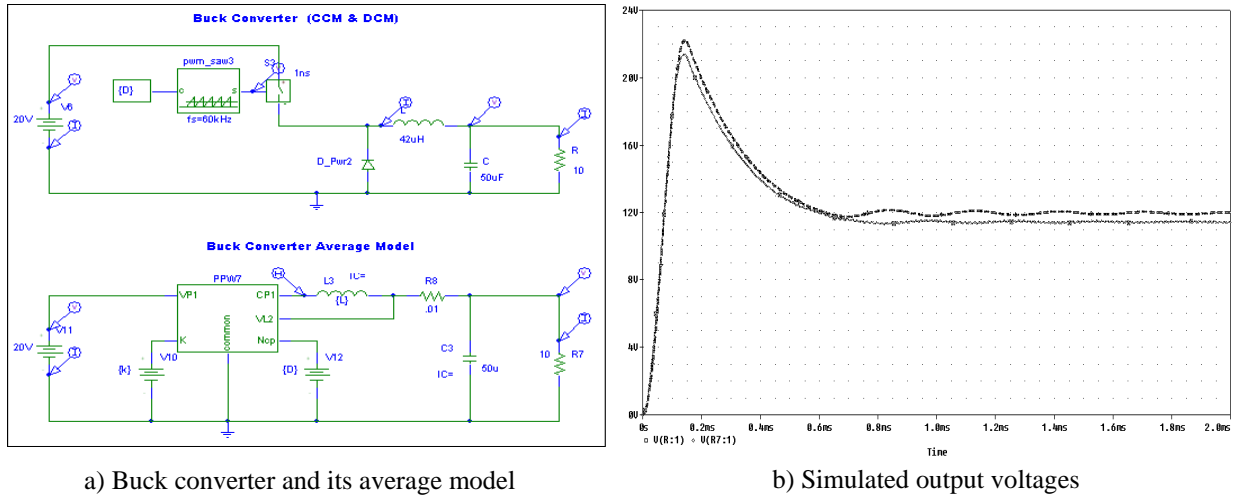 Buck Converter (CCM & DCM)
pwm_saw3
S3
1ns
{D}
c
s
fs=60kHz
V6
20V
L
42uH
D_Pwr2
C
50uF
R
10
Buck Converter Average Model
PPW7
VP1
CP1
VL2
K
Ncp
common
L3
IC=
{L}
R8
.01
V11
20V
V10
{k}
V12
{D}
C3
50u
IC=
10
R7
a) Buck converter and its average model
24V
20V
16V
12V
8V
4V
0V
0s
0.2ms
0.4ms
0.6ms
0.8ms
1.0ms
1.2ms
1.4ms
1.6ms
1.8ms
2.0ms
V(R:1)
V(R7:1)
Time
b) Simulated output voltages